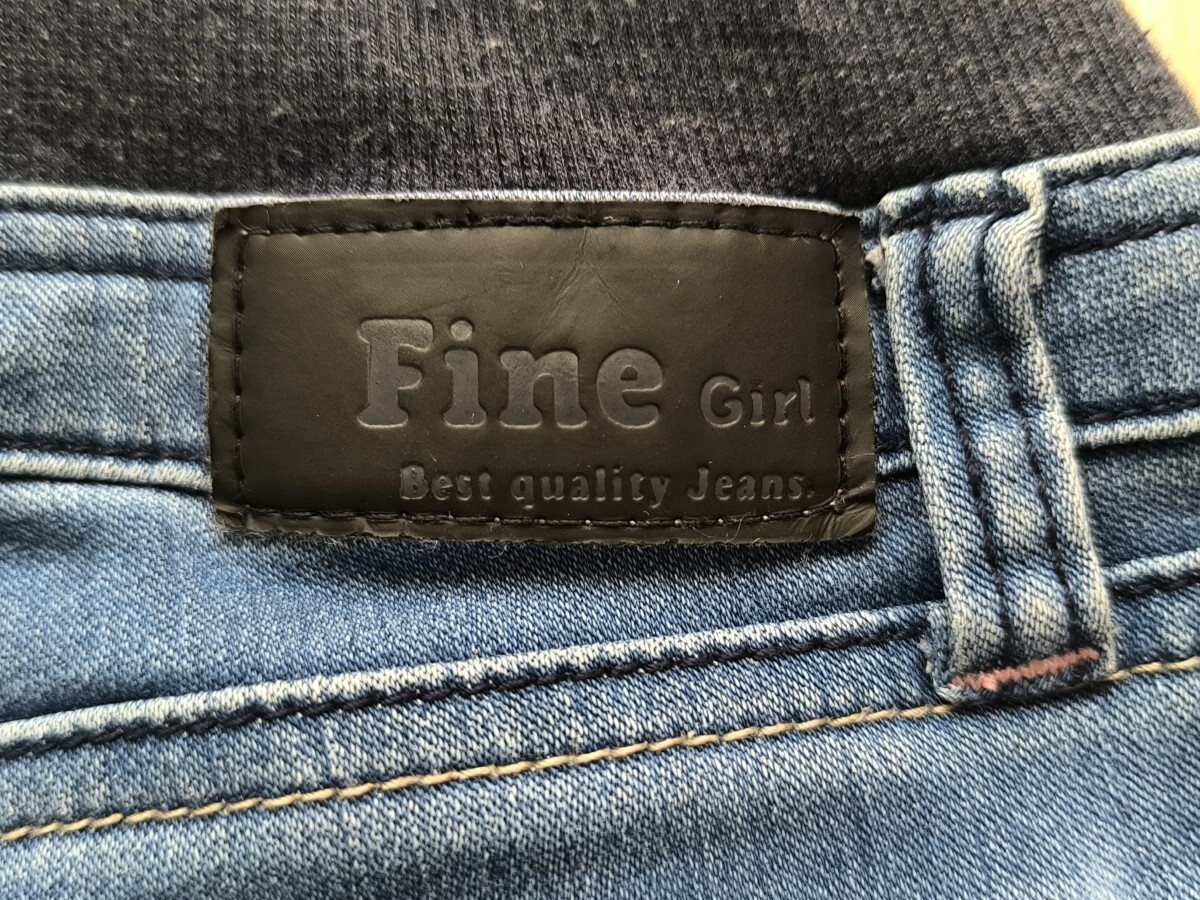 Fine Girl
Best quality Jeans.